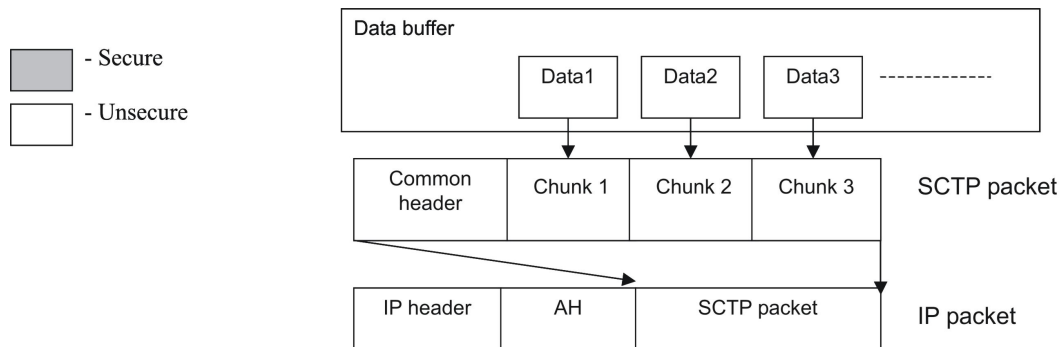 - Secure
- Unsecure
Data buffer
Data1
Data2
Data3
Common
header
Chunk 1
Chunk 2
Chunk 3
SCTP packet
IP header
AH
SCTP packet
IP packet